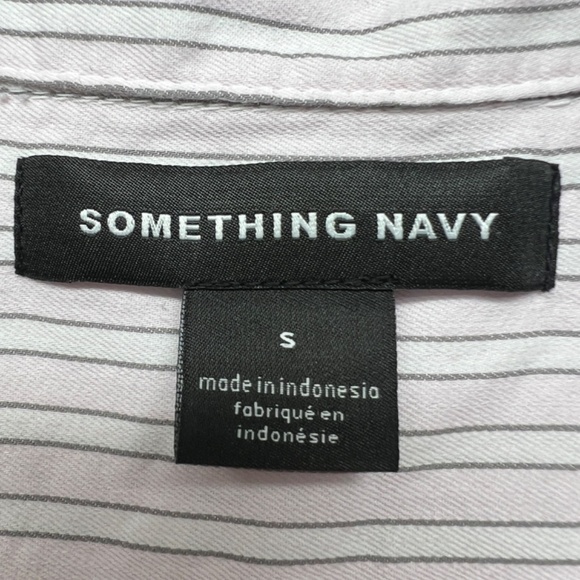 SOMETHING NAVY
S
made in indonesia
fabriqué en
indonésie